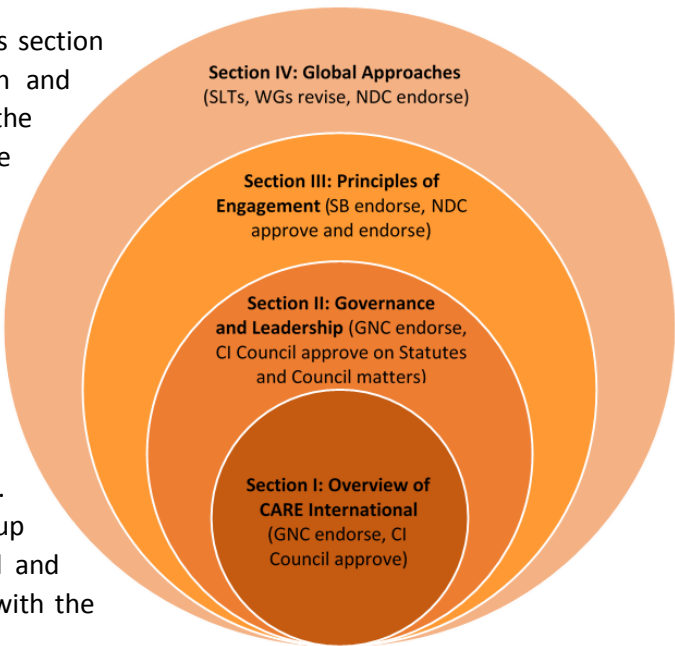 s section
and
the
Section IV: Global Approaches
(SLTs, WGs revise, NDC endorse)
Section III: Principles of
Engagement (SB endorse, NDC
approve and endorse)
Section II: Governance
and Leadership (GNC endorse,
CI Council approve on Statutes
and Council matters)
Section I: Overview of
CARE International
(GNC endorse, CI
Council approve)
up
and
with the